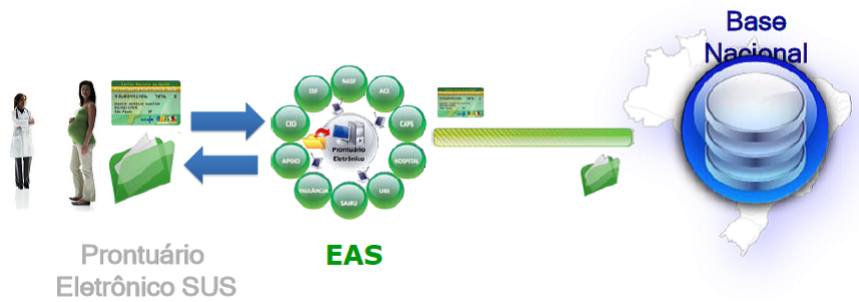 Base
Nacional
NASF
ESF
ACS
CEO
CAPS
Prontuário
Eletrônico
APOIO
HOSPITAL
VIGILÂNCIA
UBS
SAMU
Prontuário
Eletrônico SUS
EAS